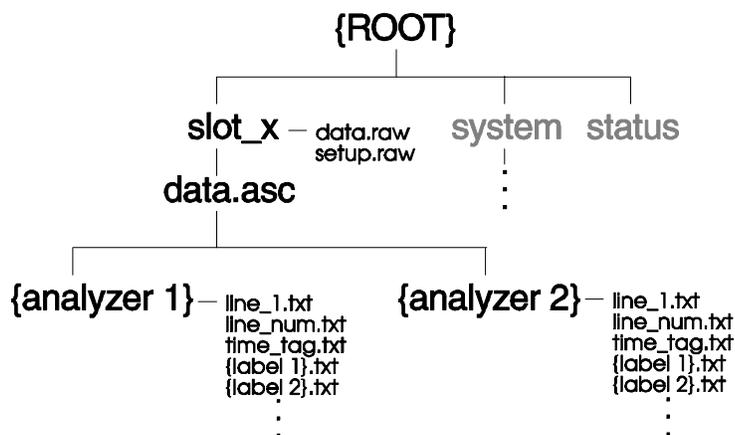 {ROOT}
slot_x
data.raw
setup.raw
system
status
data.asc
{analyzer 1}
line_1.txt
line_num.txt
time_tag.txt
{label 1}.txt
{label 2}.txt
{analyzer 2}
line_1.txt
line_num.txt
time_tag.txt
{label 1}.txt
{label 2}.txt